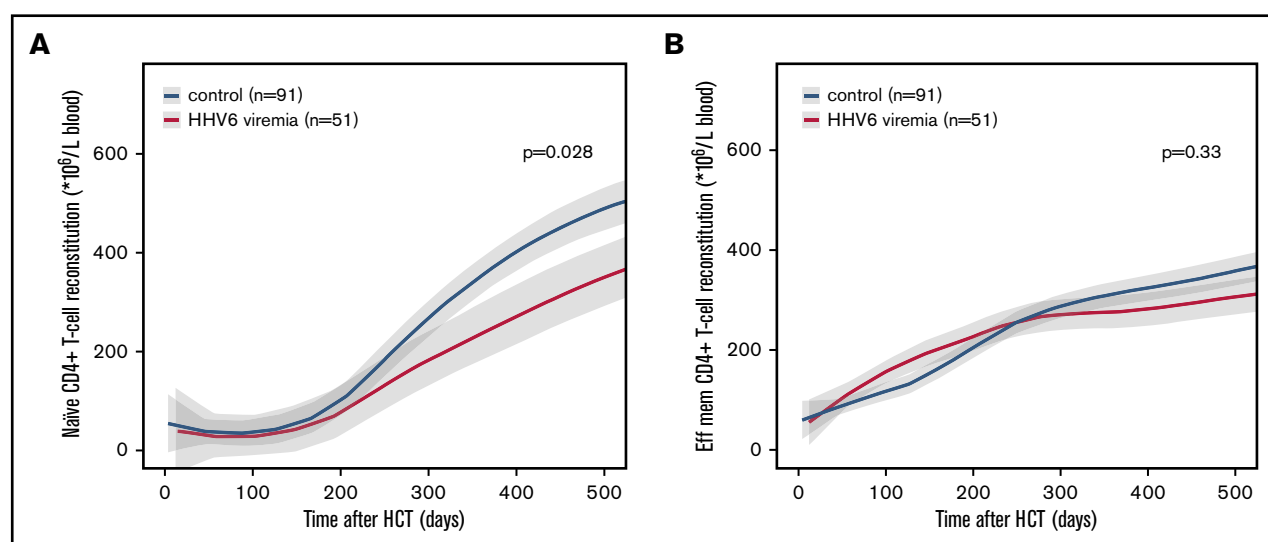 A
Naïve CD4+ T-cell reconstitution (*10⁶/L blood)
control (n=91)
HHV6 viremia (n=51)
p=0.028
600
400
200
0
0 100 200 300 400 500
Time after HCT (days)
B
Eff mem CD4+ T-cell reconstitution (*10⁶/L blood)
control (n=91)
HHV6 viremia (n=51)
p=0.33
600
400
200
0
0 100 200 300 400 500
Time after HCT (days)